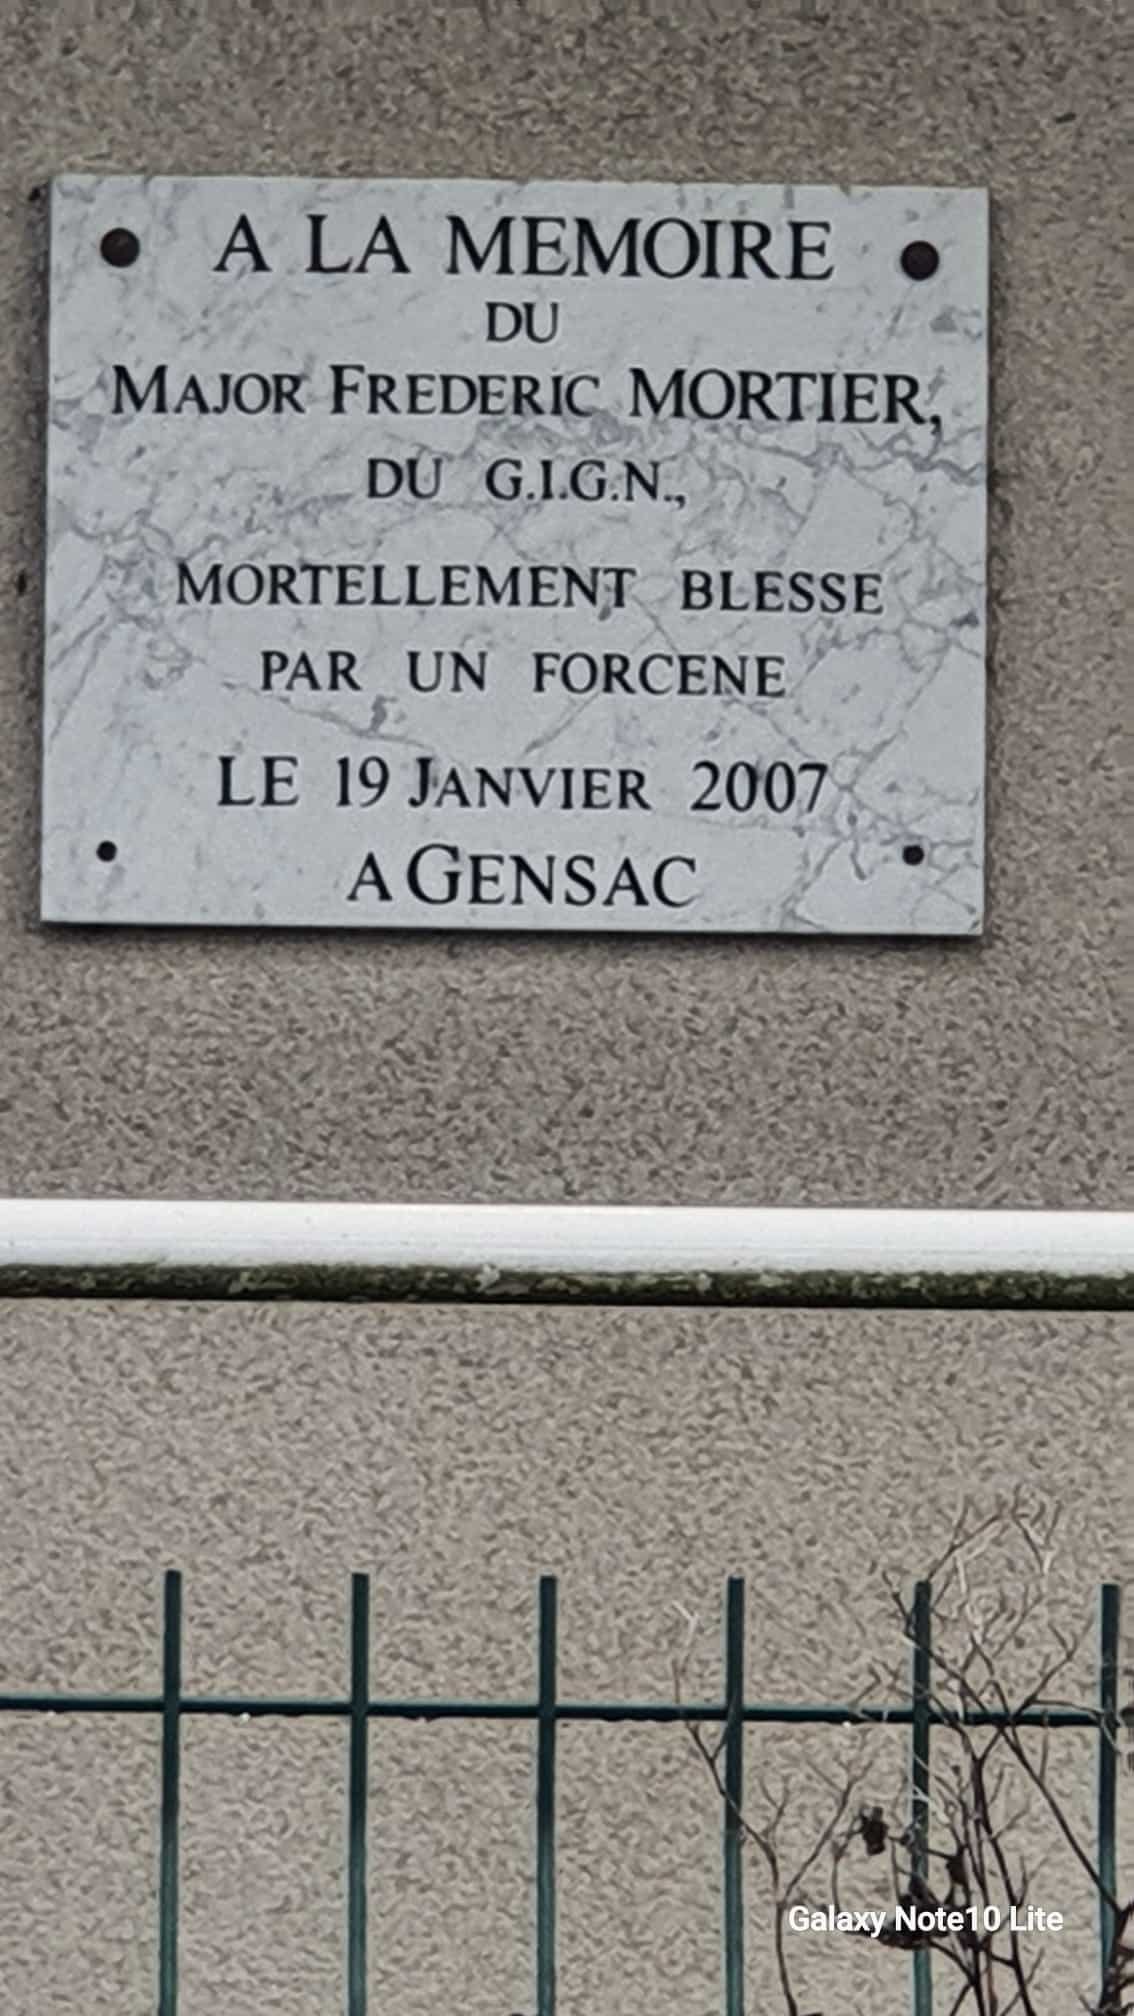 A LA MEMOIRE
DU
MAJOR FREDERIC MORTIER,
DU G.I.G.N.,
MORTELLEMENT BLESSE
PAR UN FORCENE
LE 19 JANVIER 2007
A GENSAC
Galaxy Note10 Lite